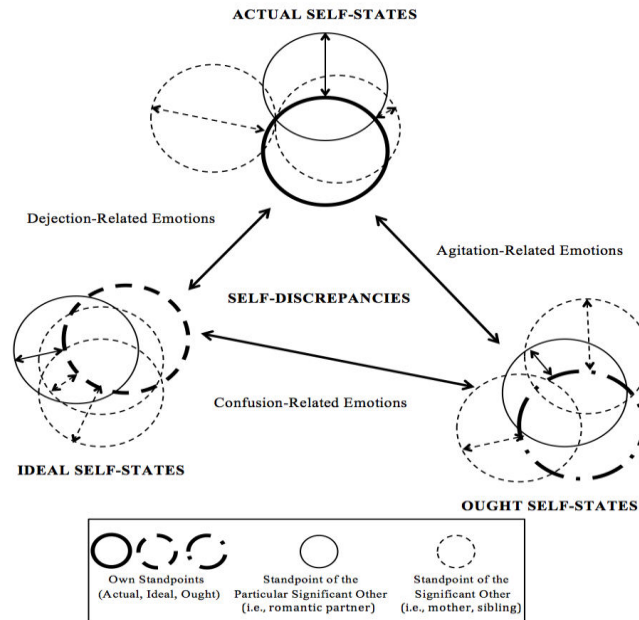 ACTUAL SELF-STATES
Dejection-Related Emotions
Agitation-Related Emotions
SELF-DISCREPANCIES
Confusion-Related Emotions
IDEAL SELF-STATES
OUGHT SELF-STATES
Own Standpoints
(Actual, Ideal, Ought)
Standpoint of the
Particular Significant Other
(i.e., romantic partner)
Standpoint of the
Significant Other
(i.e., mother, sibling)